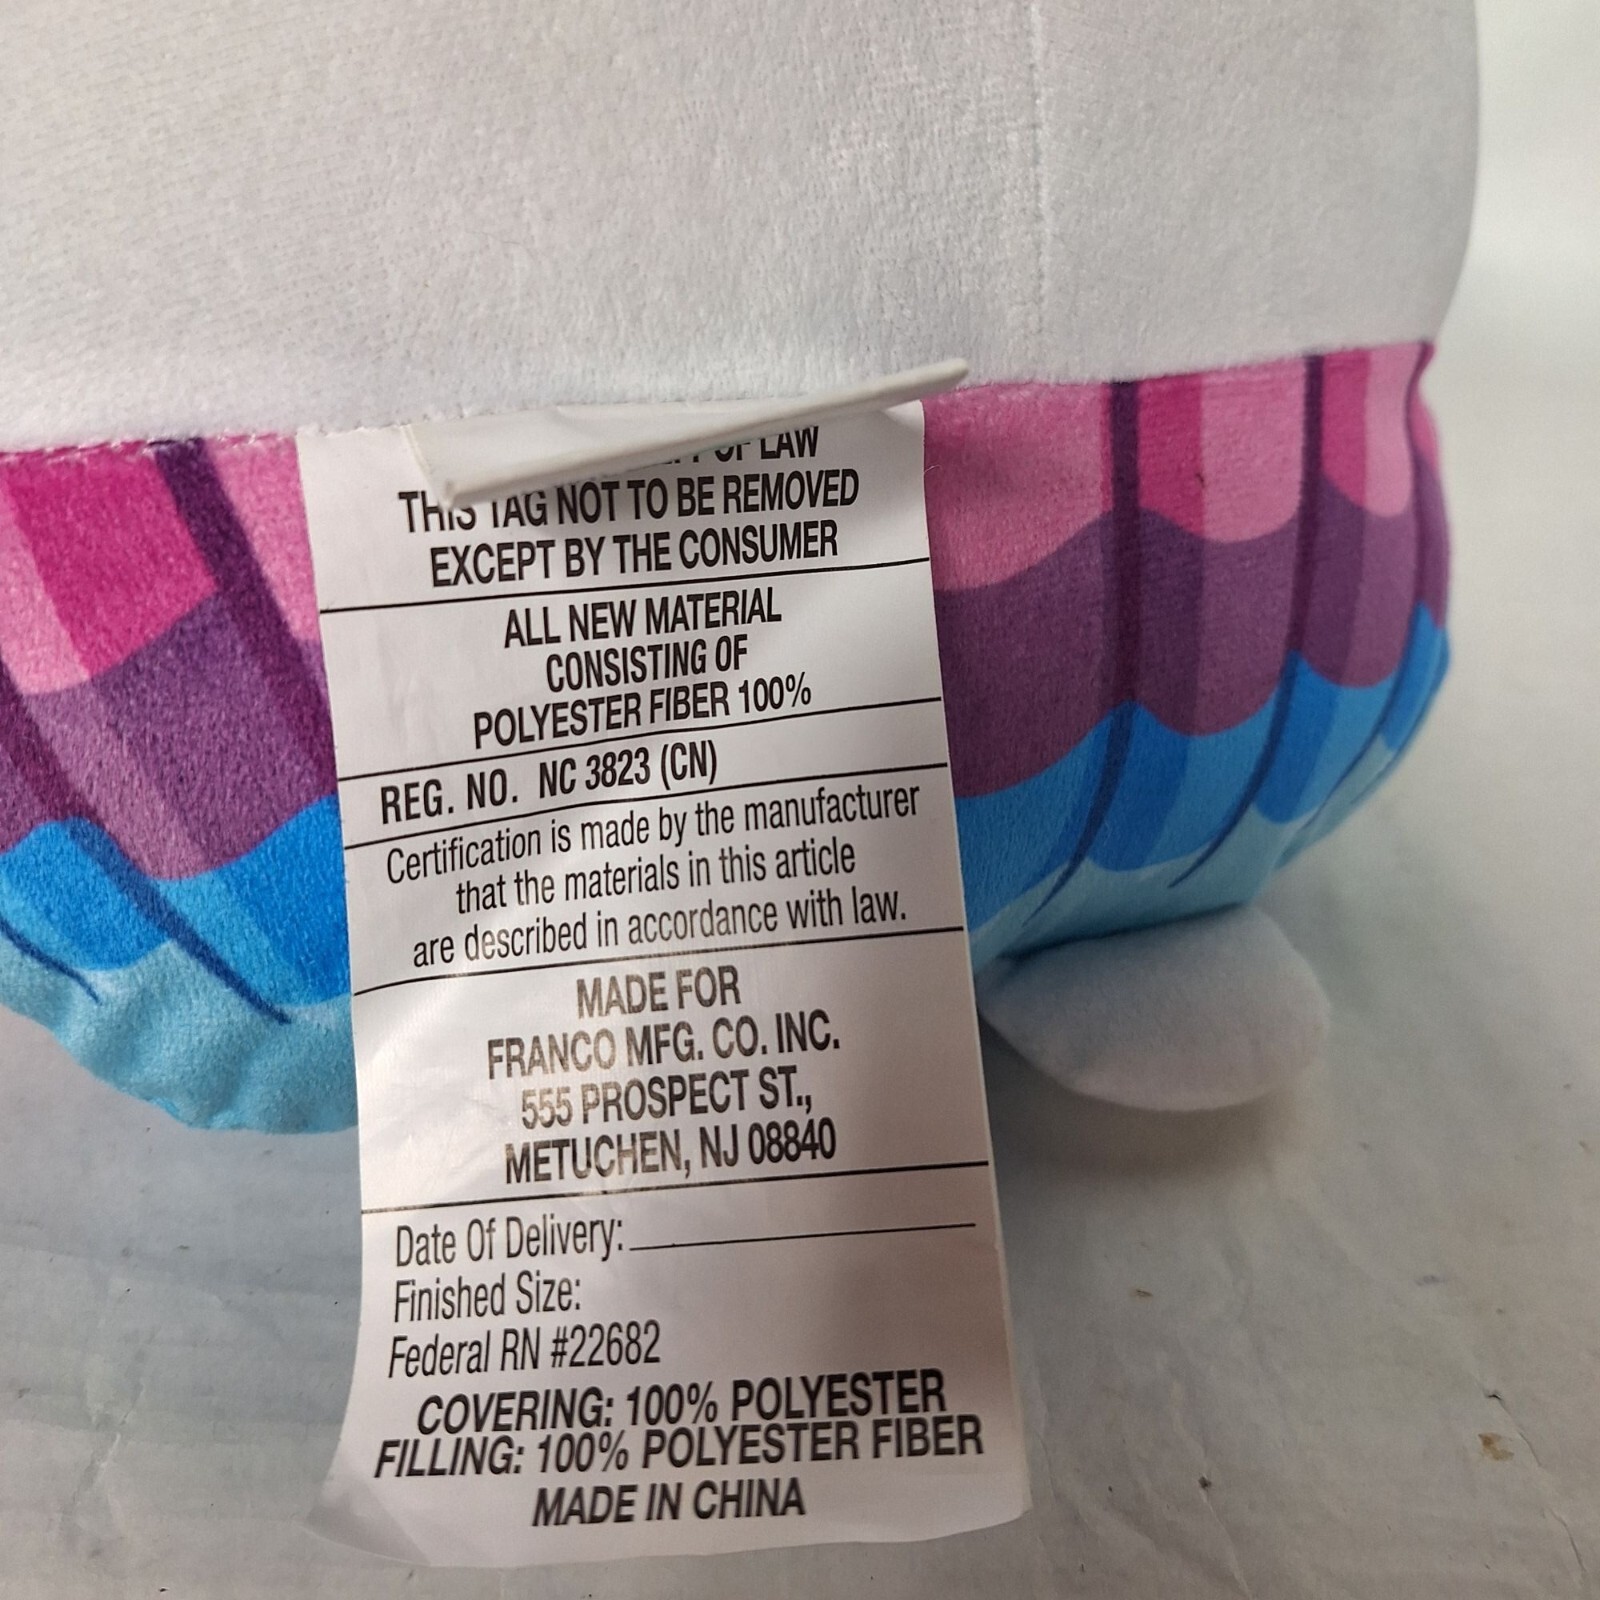 OF LAW
THIS TAG NOT TO BE REMOVED
EXCEPT BY THE CONSUMER
ALL NEW MATERIAL
CONSISTING OF
POLYESTER FIBER 100%
REG. NO. NC 3823 (CN)
Certification is made by the manufacturer
that the materials in this article
are described in accordance with law.
MADE FOR
FRANCO MFG. CO. INC.
555 PROSPECT ST.,
METUCHEN, NJ 08840
Date Of Delivery:
Finished Size:
Federal RN #22682
COVERING: 100% POLYESTER
FILLING: 100% POLYESTER FIBER
MADE IN CHINA